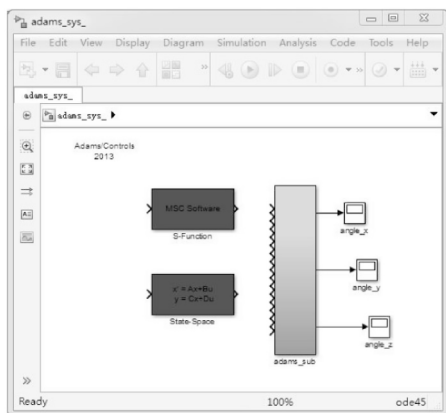 adams_sys_
File Edit View Display Diagram Simulation Analysis Code Tools Help
adams_sys_
adams_sys_
Adams/Controls
2013
MSC Software
S-Function
angle_x
x' = Ax+Bu
y = Cx+Du
State-Space
angle_y
angle_z
adams_sub
Ready 100% ode45